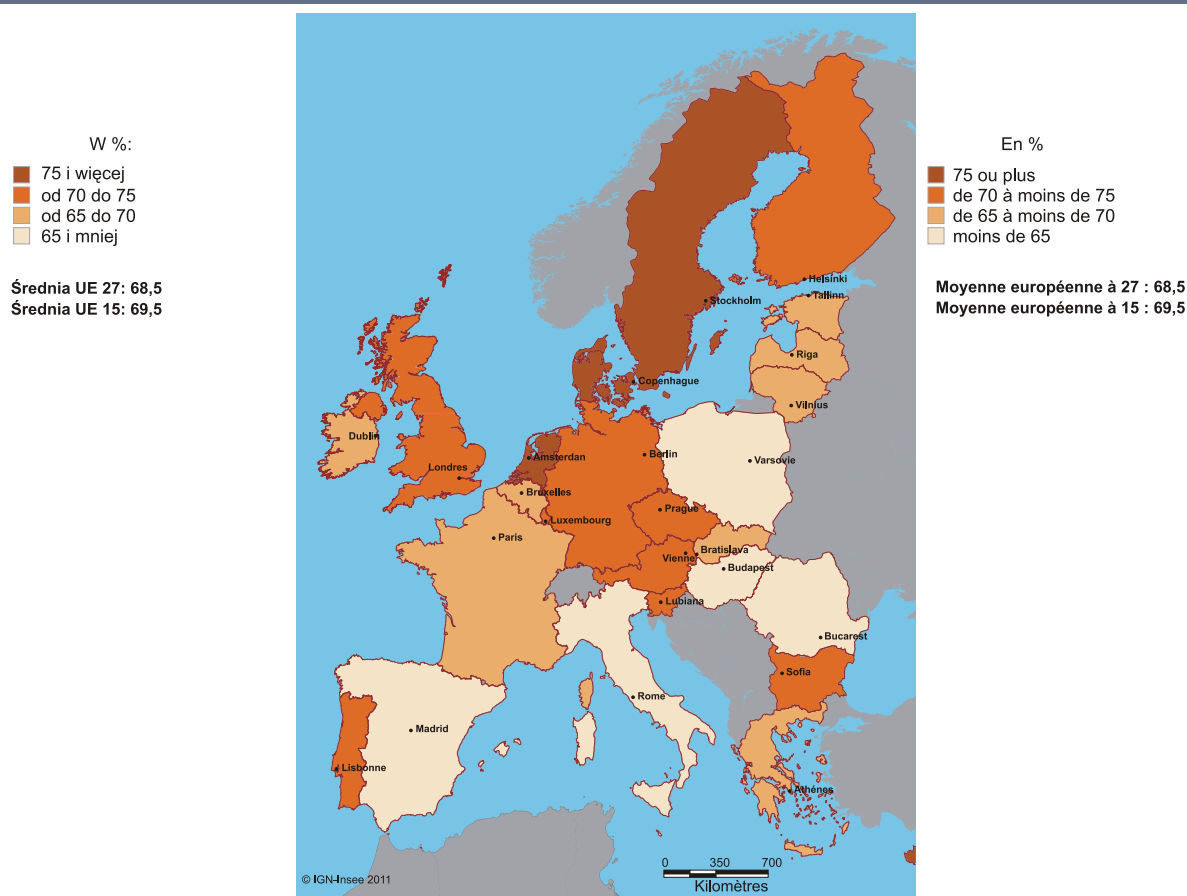 W %:
75 i więcej
od 70 do 75
od 65 do 70
65 i mniej
Średnia UE 27: 68,5
Średnia UE 15: 69,5
En %
75 ou plus
de 70 à moins de 75
de 65 à moins de 70
moins de 65
Moyenne européenne à 27 : 68,5
Moyenne européenne à 15 : 69,5
Helsinki
Tallinn
Stockholm
Riga
Copenhague
Vilnius
Dublin
Londres
Amsterdan
Berlin
Varsovie
Bruxelles
Prague
Luxembourg
Paris
Vienne
Bratislava
Budapest
Lubiana
Bucarest
Sofia
Rome
Madrid
Lisbonne
Athénes
0 350 700
Kilomètres
© IGN-Insee 2011